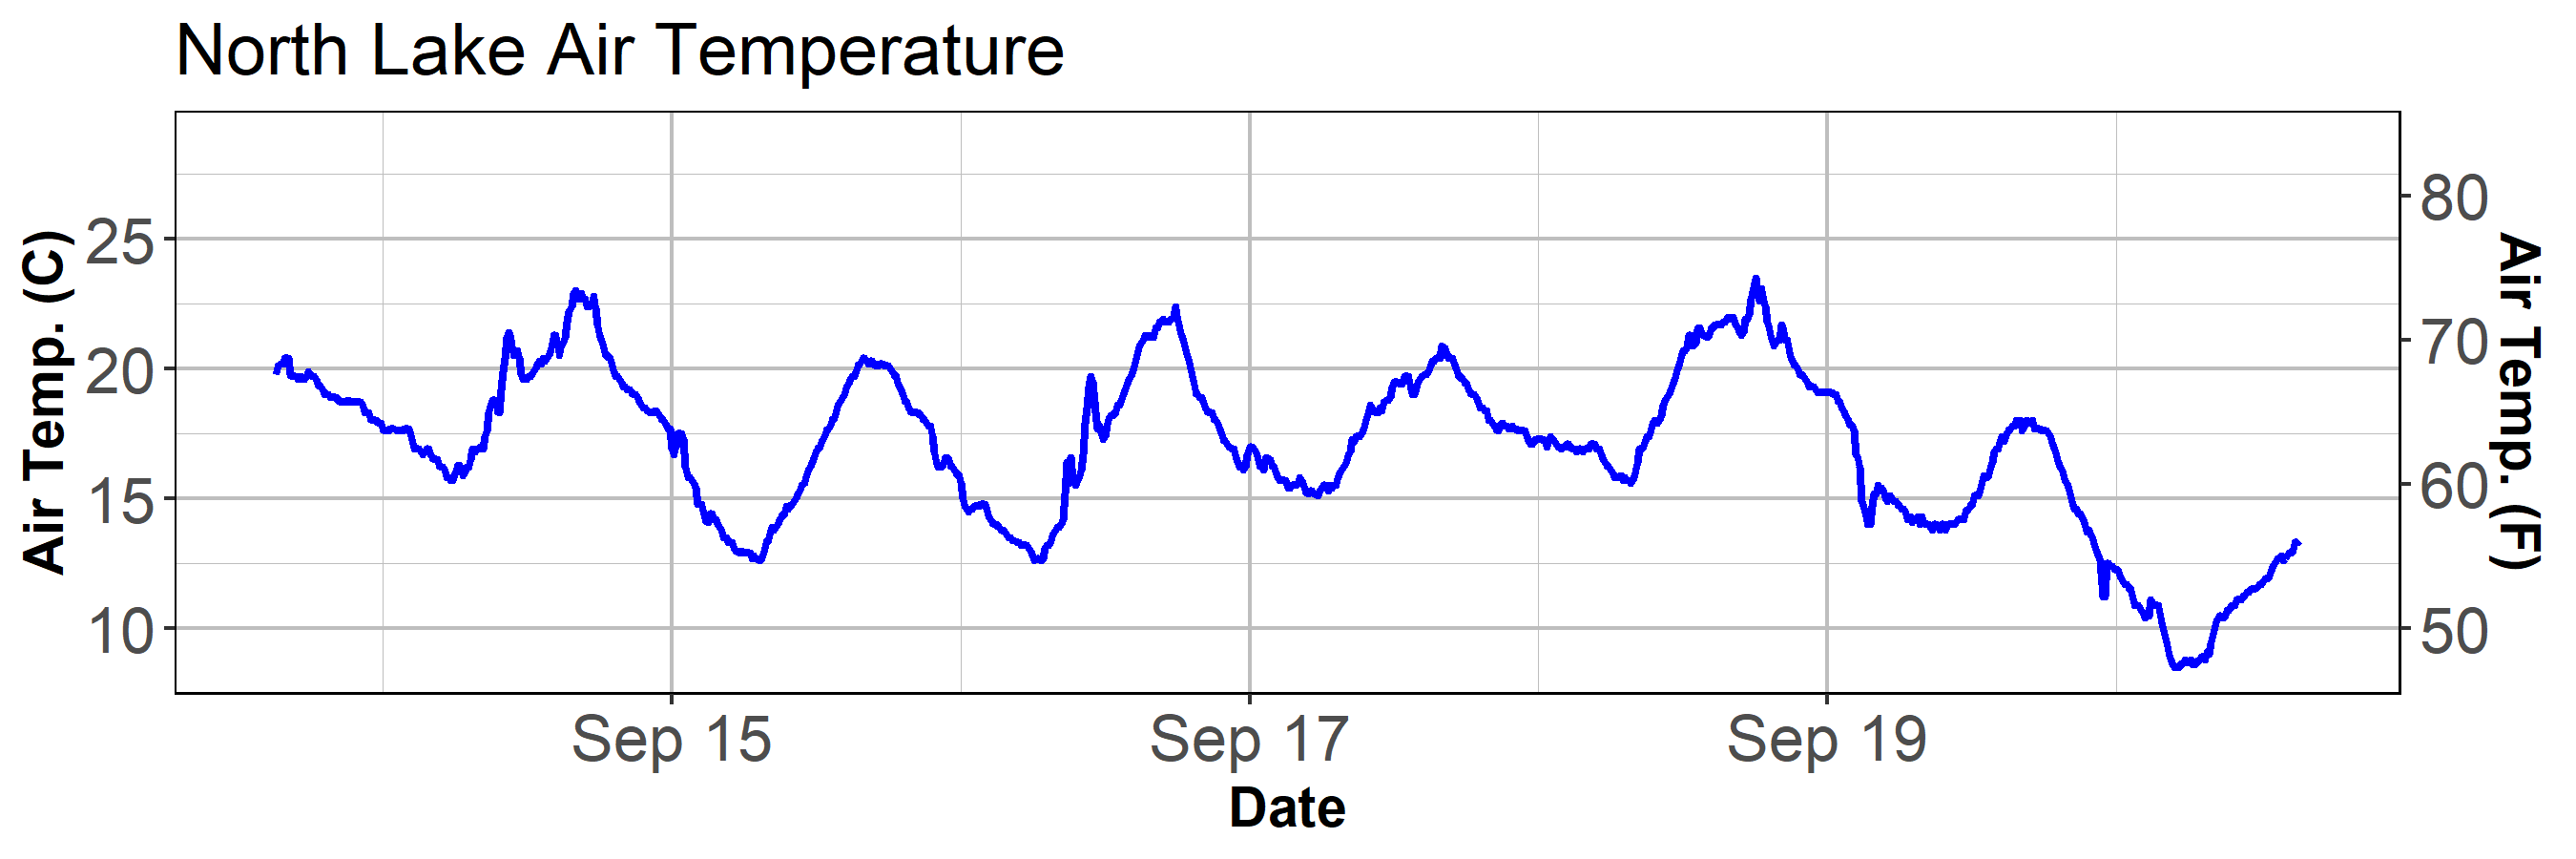 North Lake Air Temperature
Air Temp. (C)
25
20
15
10
80
70
60
50
Air Temp. (F)
Sep 15
Sep 17
Sep 19
Date